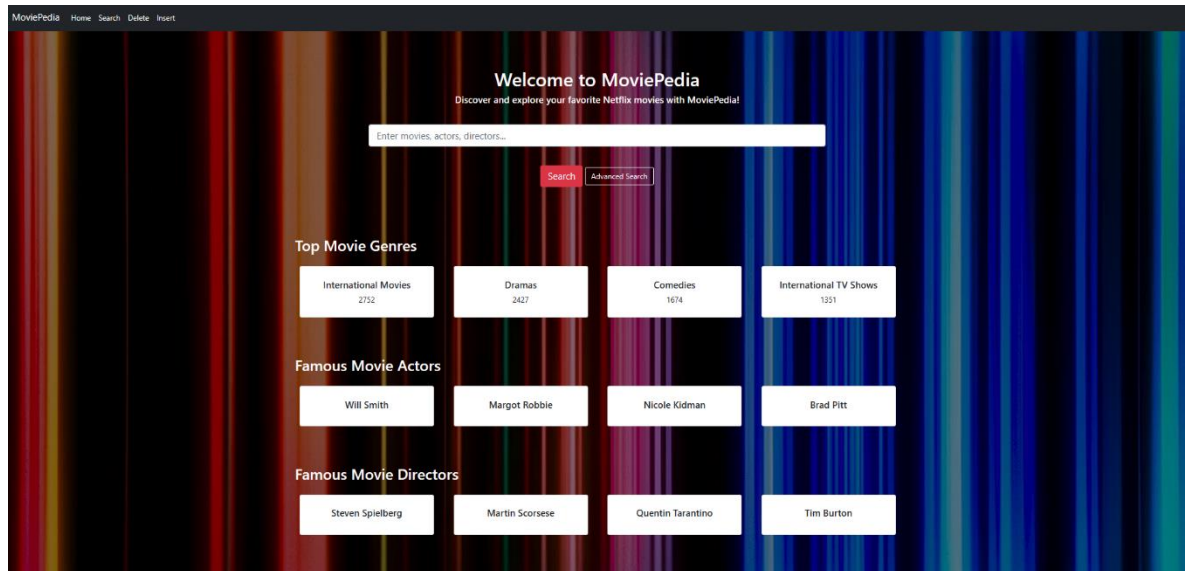 MoviePedia Home Search Delete Insert
Welcome to MoviePedia
Discover and explore your favorite Netflix movies with MoviePedia!
Enter movies, actors, directors...
Search Advanced Search
Top Movie Genres
International Movies Dramas Comedies International TV Shows
2752 2427 1674 1351
Famous Movie Actors
Will Smith Margot Robbie Nicole Kidman Brad Pitt
Famous Movie Directors
Steven Spielberg Martin Scorsese Quentin Tarantino Tim Burton